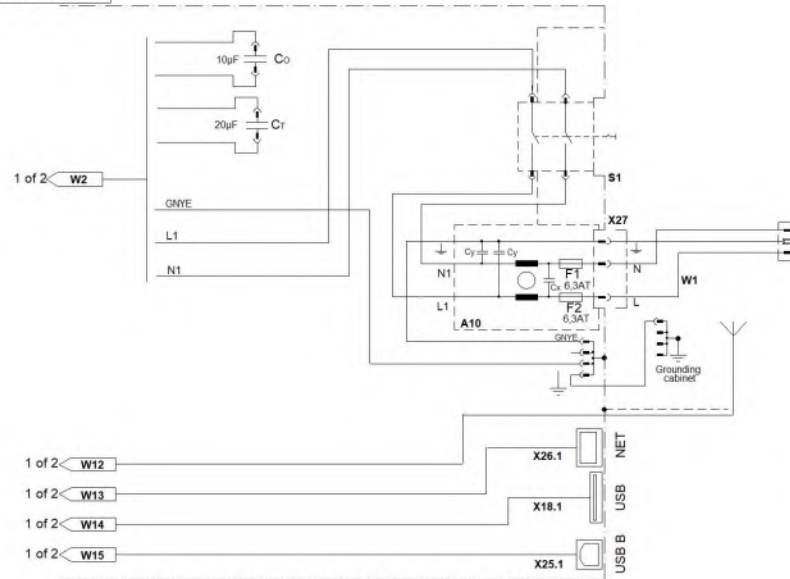 10µF Co
20µF CT
1 of 2 W2
S1
GNYE
X27
L1
Cy Cy
N1
N1
F1
N
Cx 6,3AT
W1
L1
F2
L
6,3AT
A10
GNYE
Grounding
cabinet
1 of 2 W12
X26.1
NET
1 of 2 W13
1 of 2 W14
X18.1
USB
1 of 2 W15
X25.1
USB B